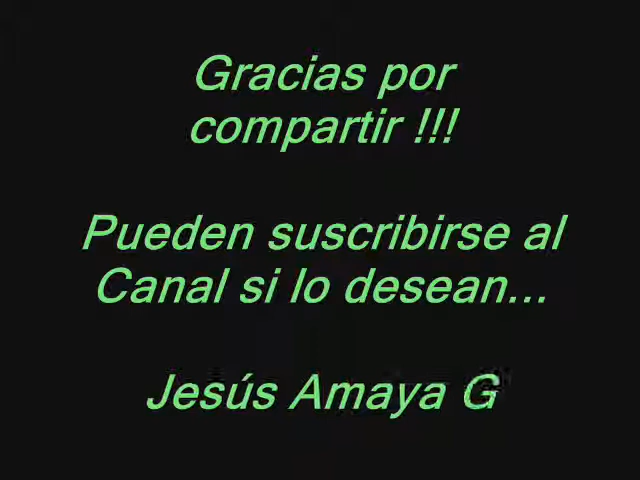 Gracias por
compartir !!!
Pueden suscribirse al
Canal si lo desean...
Jesús Amaya G